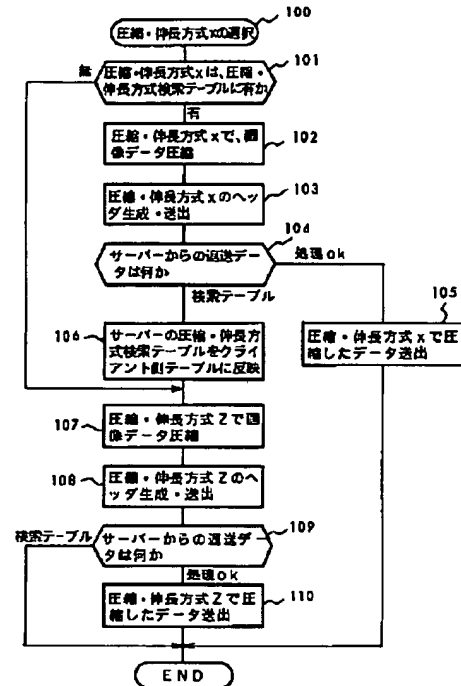 圧縮・伸長方式xの選択
100
無
圧縮・伸長方式xは、圧縮・
伸長方式検索テーブルに有か
101
有
圧縮・伸長方式xで、画
像データ圧縮
102
圧縮・伸長方式xのヘッ
ダ生成・送出
103
サーバーからの返送デー
タは何か
104
処理ok
検索テーブル
105
圧縮・伸長方式xで圧
縮したデータ送出
106
サーバーの圧縮・伸長方
式検索テーブルをクライ
アント側テーブルに反映
107
圧縮・伸長方式Zで画
像データ圧縮
108
圧縮・伸長方式Zのヘ
ッダ生成・送出
検索テーブル
サーバーからの返送デー
タは何か
109
処理ok
圧縮・伸長方式Zで圧
縮したデータ送出
110
END